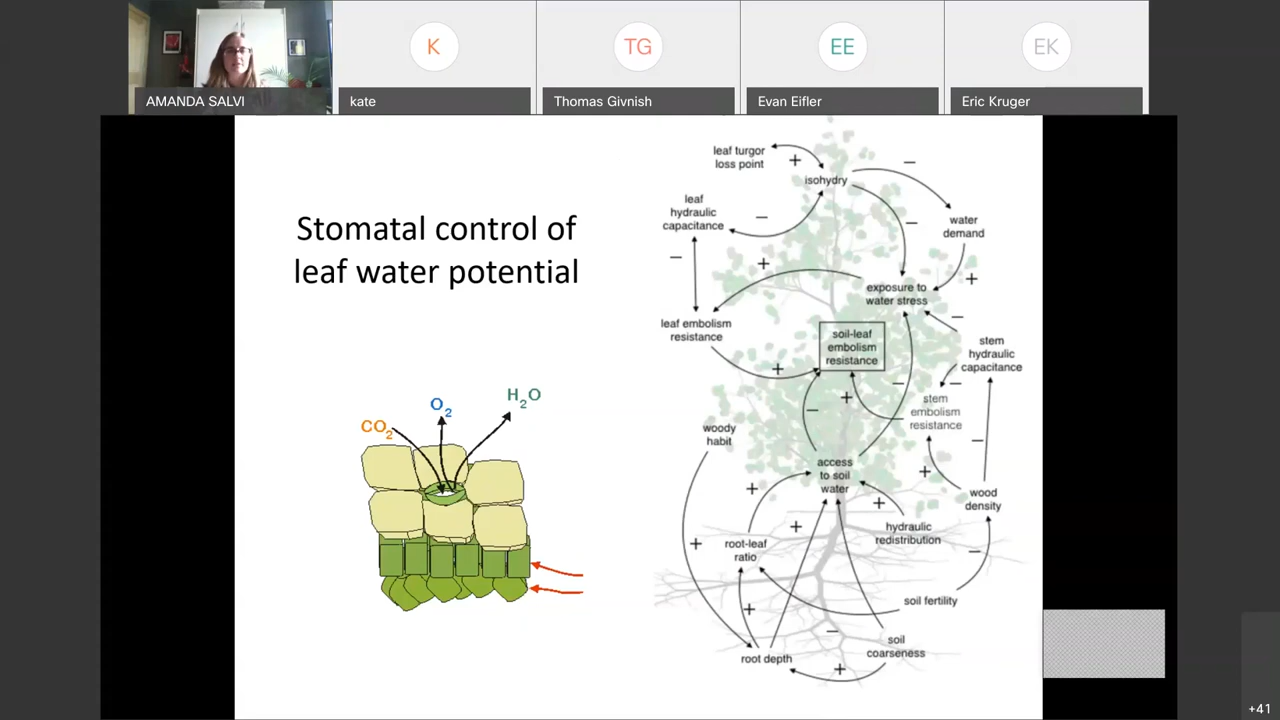 K
TG
EE
EK
AMANDA SALVI
kate
Thomas Givnish
Evan Eifler
Eric Kruger
Stomatal control of
leaf water potential
CO2
O2
H2O
leaf turgor
loss point
+
isohydry
−
leaf
hydraulic
capacitance
−
−
water
demand
−
+
+
exposure to
water stress
−
leaf embolism
resistance
soil-leaf
embolism
resistance
stem
hydraulic
capacitance
+
−
−
+
−
stem
embolism
resistance
woody
habit
−
access
to soil
water
+
+
wood
density
+
+
hydraulic
redistribution
+
root-leaf
ratio
−
soil fertility
+
−
soil
coarseness
root depth
+
+41